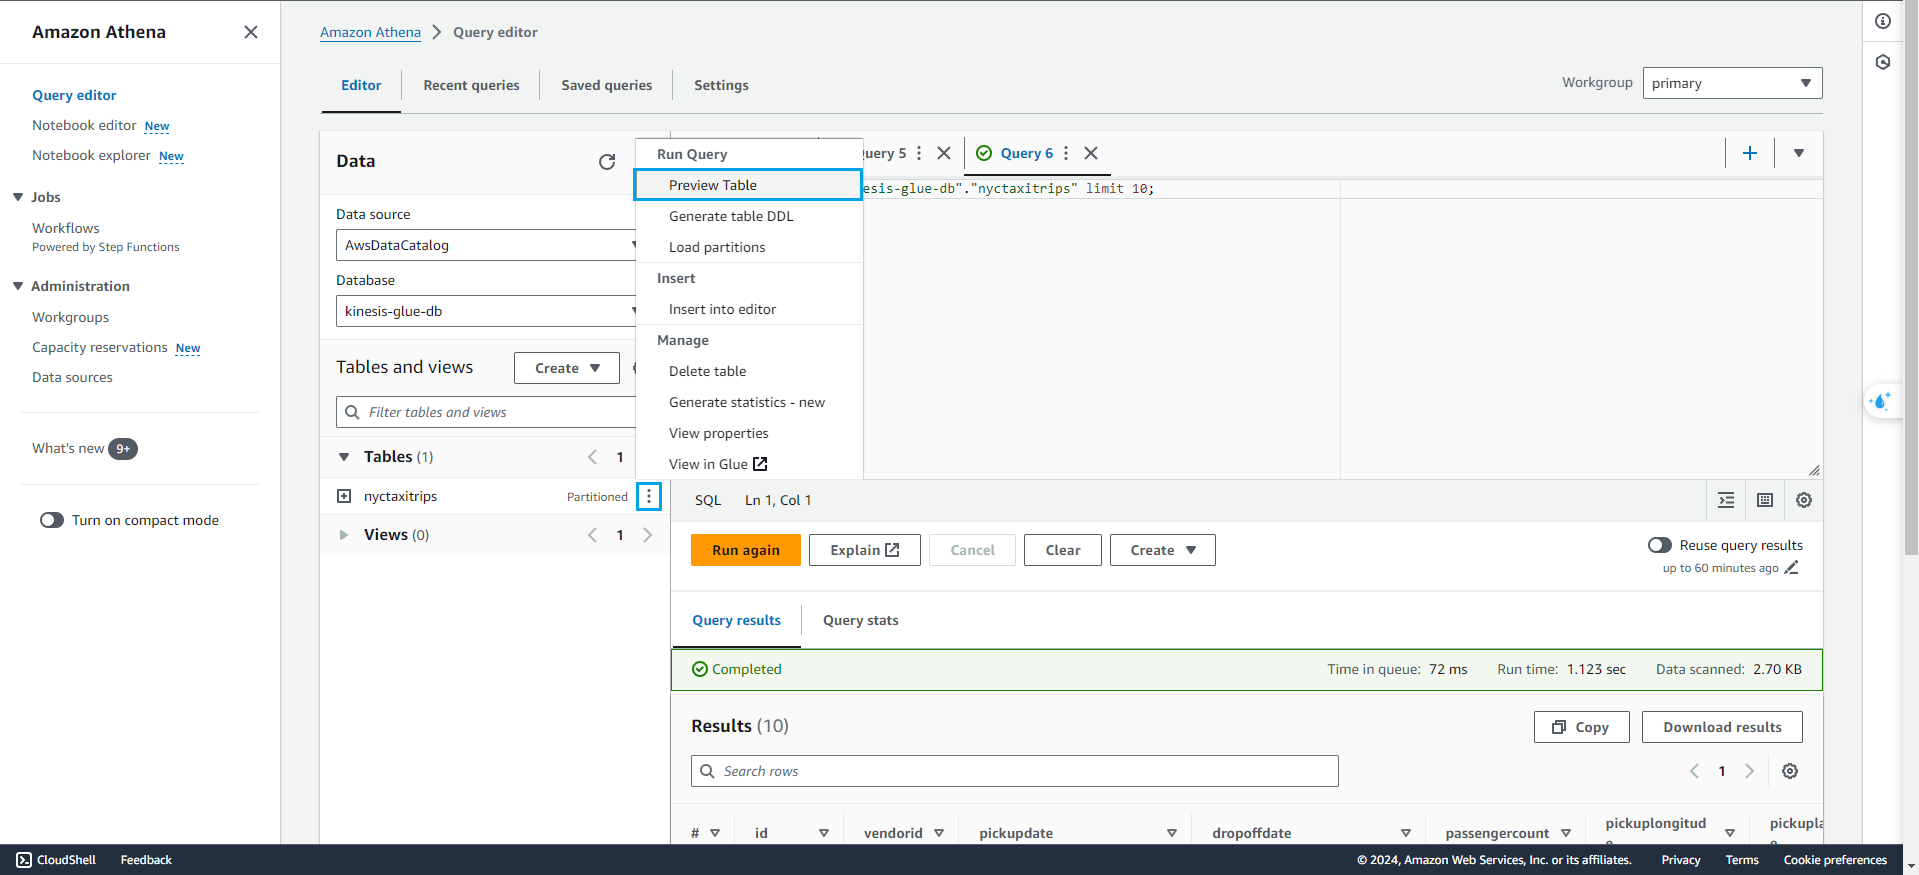 Amazon Athena
Query editor
Notebook editor New
Notebook explorer New
Jobs
Workflows
Powered by Step Functions
Administration
Workgroups
Capacity reservations New
Data sources
What's new 9+
Turn on compact mode
Amazon Athena > Query editor
Editor
Recent queries
Saved queries
Settings
Workgroup
primary
Data
Data source
AwsDataCatalog
Database
kinesis-glue-db
Tables and views
Create
Filter tables and views
Tables (1)
1
nyctaxitrips
Partitioned
Views (0)
1
Run Query
Preview Table
Generate table DDL
Load partitions
Insert
Insert into editor
Manage
Delete table
Generate statistics - new
View properties
View in Glue
uery 5
Query 6
esis-glue-db"."nyctaxitrips" limit 10;
SQL
Ln 1, Col 1
Run again
Explain
Cancel
Clear
Create
Reuse query results
up to 60 minutes ago
Query results
Query stats
Completed
Time in queue: 72 ms
Run time: 1.123 sec
Data scanned: 2.70 KB
Results (10)
Copy
Download results
Search rows
1
#
id
vendorid
pickupdate
dropoffdate
passengercount
pickuplongitud
pickupla
CloudShell
Feedback
© 2024, Amazon Web Services, Inc. or its affiliates.
Privacy
Terms
Cookie preferences